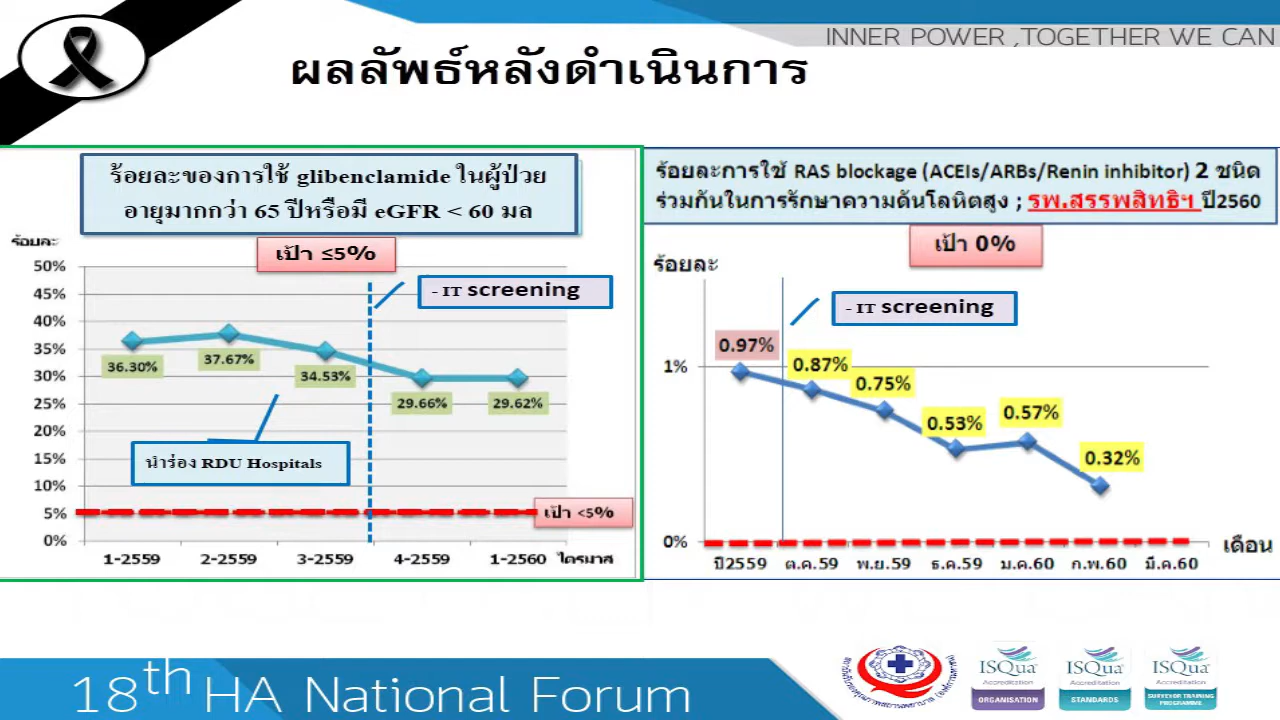 INNER POWER ,TOGETHER WE CAN
ผลลัพธ์หลังดำเนินการ
ร้อยละของการใช้ glibenclamide ในผู้ป่วย
อายุมากกว่า 65 ปีหรือมี eGFR < 60 มล
เป้า ≤5%
ร้อยละ
50%
45%
40%
35%
30%
25%
20%
15%
10%
5%
0%
- IT screening
36.30%
37.67%
34.53%
29.66%
29.62%
นำร่อง RDU Hospitals
เป้า <5%
1-2559
2-2559
3-2559
4-2559
1-2560
ไตรมาส
ร้อยละการใช้ RAS blockage (ACEIs/ARBs/Renin inhibitor) 2 ชนิด
ร่วมกันในการรักษาความดันโลหิตสูง ; รพ.สรรพสิทธิฯ ปี2560
เป้า 0%
ร้อยละ
- IT screening
1%
0%
0.97%
0.87%
0.75%
0.53%
0.57%
0.32%
ปี2559
ต.ค.59
พ.ย.59
ธ.ค.59
ม.ค.60
ก.พ.60
มี.ค.60
เดือน
18th HA National Forum
ISQua
Accreditation
ORGANISATION
ISQua
Accreditation
STANDARDS
ISQua
Accreditation
SURVEYOR TRAINING
PROGRAMME